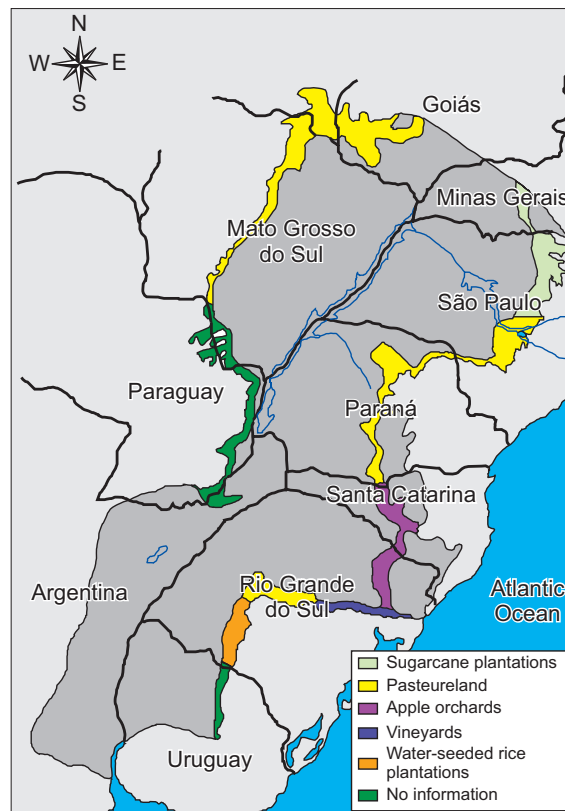 N
W E
S
Goiás
Minas Gerais
Mato Grosso
do Sul
São Paulo
Paraguay
Paraná
Santa Catarina
Argentina
Rio Grande
do Sul
Atlantic
Ocean
Uruguay
Sugarcane plantations
Pastureland
Apple orchards
Vineyards
Water-seeded rice
plantations
No information